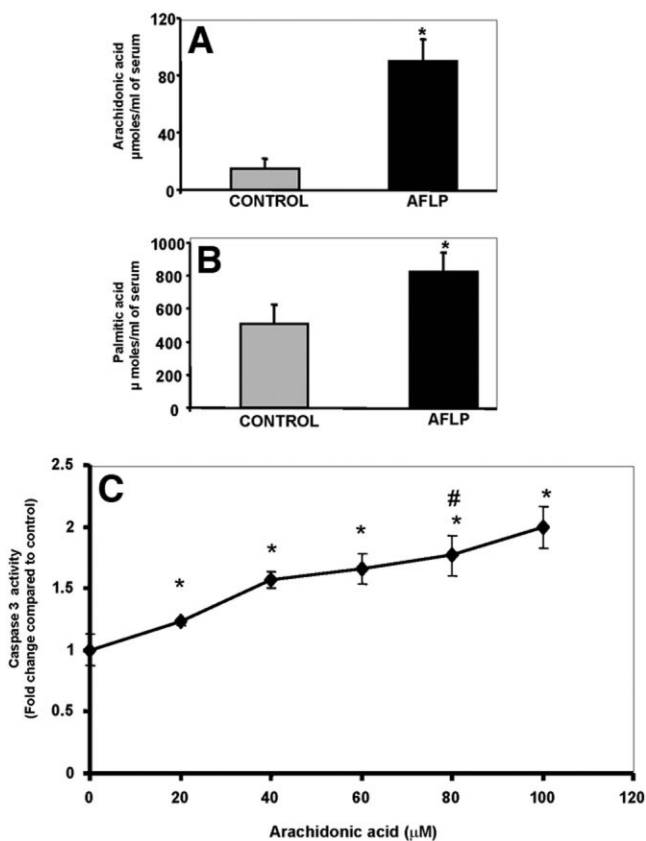 A
Arachidonic acid
µmoles/ml of serum
120
80
40
0
*
CONTROL
AFLP
B
Palmitic acid
µ moles/ml of serum
1000
800
600
400
200
0
*
CONTROL
AFLP
C
Caspase 3 activity
(Fold change compared to control)
2.5
2
1.5
1
0.5
0
*
*
*
#
*
*
0 20 40 60 80 100 120
Arachidonic acid (µM)